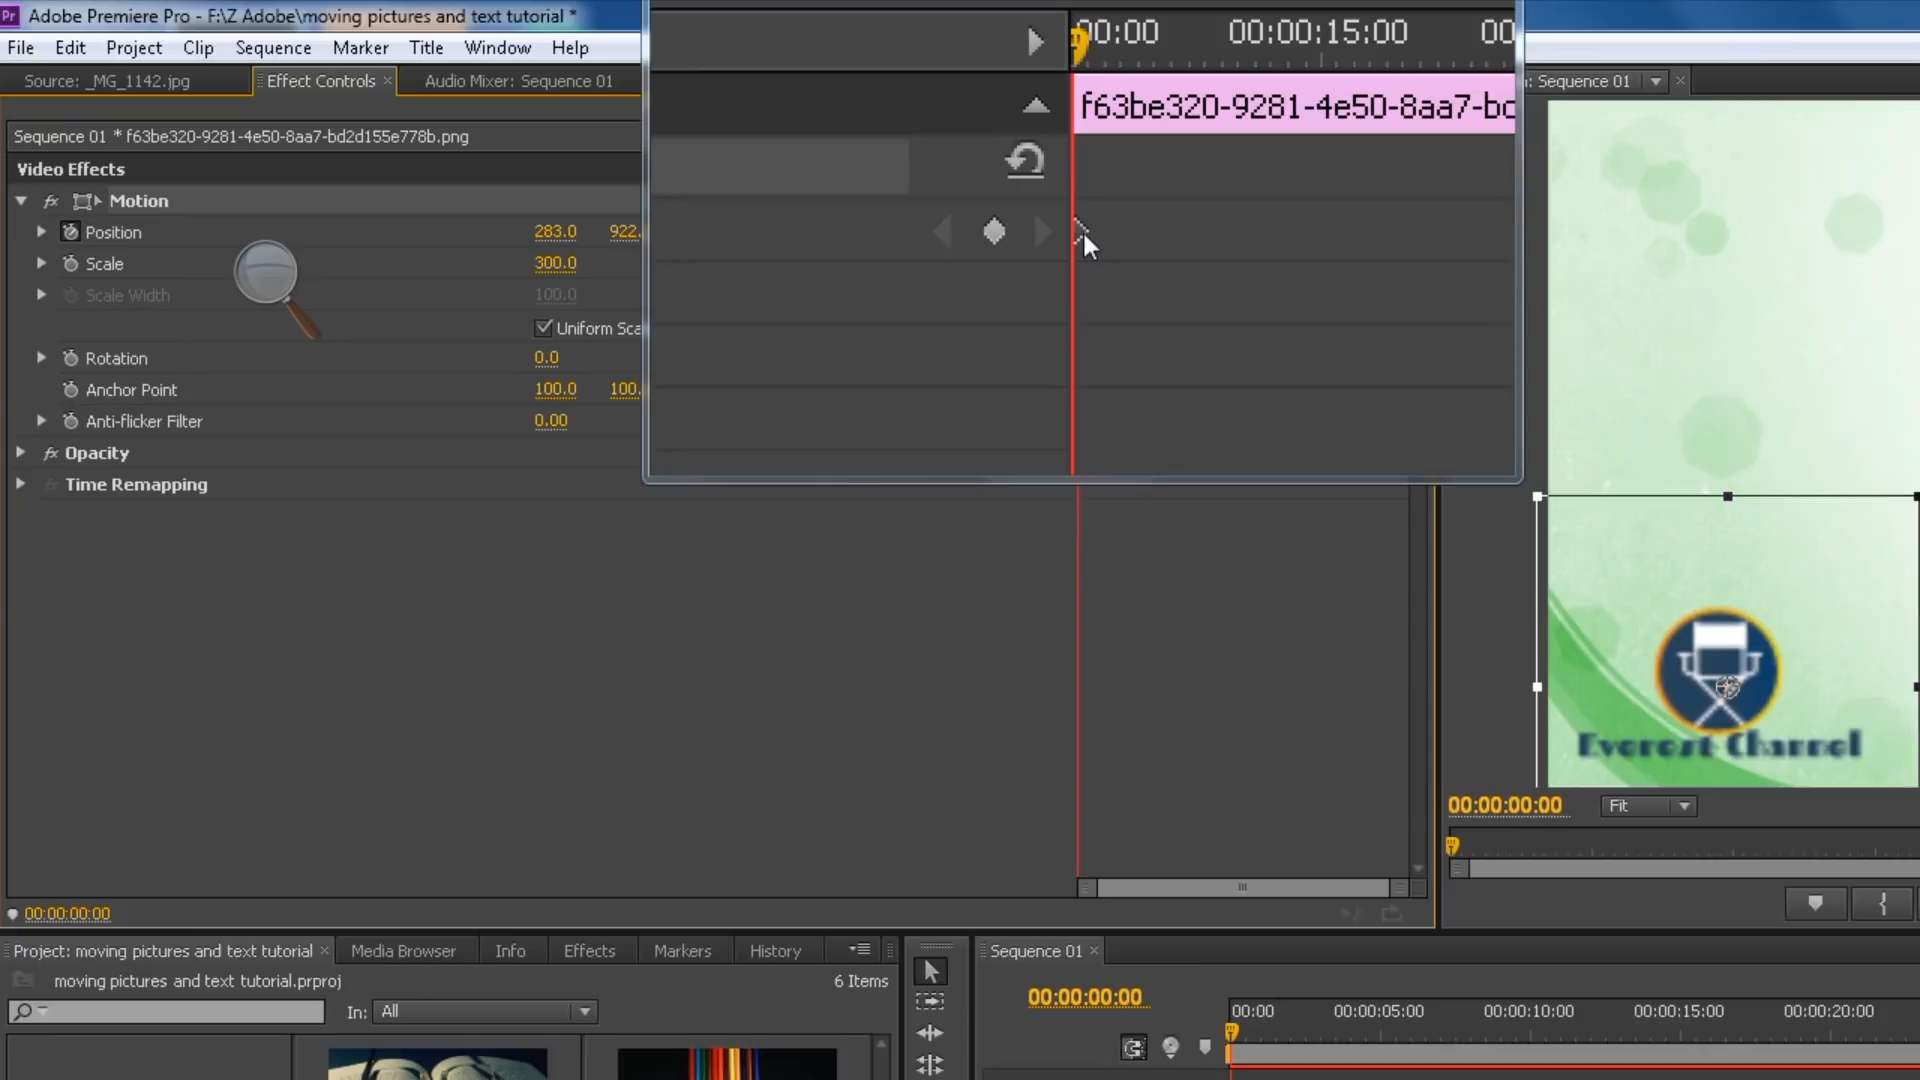 Pr Adobe Premiere Pro - F:\Z Adobe\moving pictures and text tutorial *
File Edit Project Clip Sequence Marker Title Window Help
Source: _MG_1142.jpg
Effect Controls
Audio Mixer: Sequence 01
Sequence 01 * f63be320-9281-4e50-8aa7-bd2d155e778b.png
Video Effects
fx Motion
Position 283.0 922.
Scale 300.0
Scale Width 100.0
Uniform Sca
Rotation 0.0
Anchor Point 100.0 100.
Anti-flicker Filter 0.00
fx Opacity
fx Time Remapping
00:00:00:00
00:00 00:00:15:00 00
f63be320-9281-4e50-8aa7-bd
: Sequence 01
Everest Channel
00:00:00:00 Fit
Project: moving pictures and text tutorial
Media Browser Info Effects Markers History
moving pictures and text tutorial.prproj 6 Items
In: All
Sequence 01
00:00:00:00
00:00 00:00:05:00 00:00:10:00 00:00:15:00 00:00:20:00